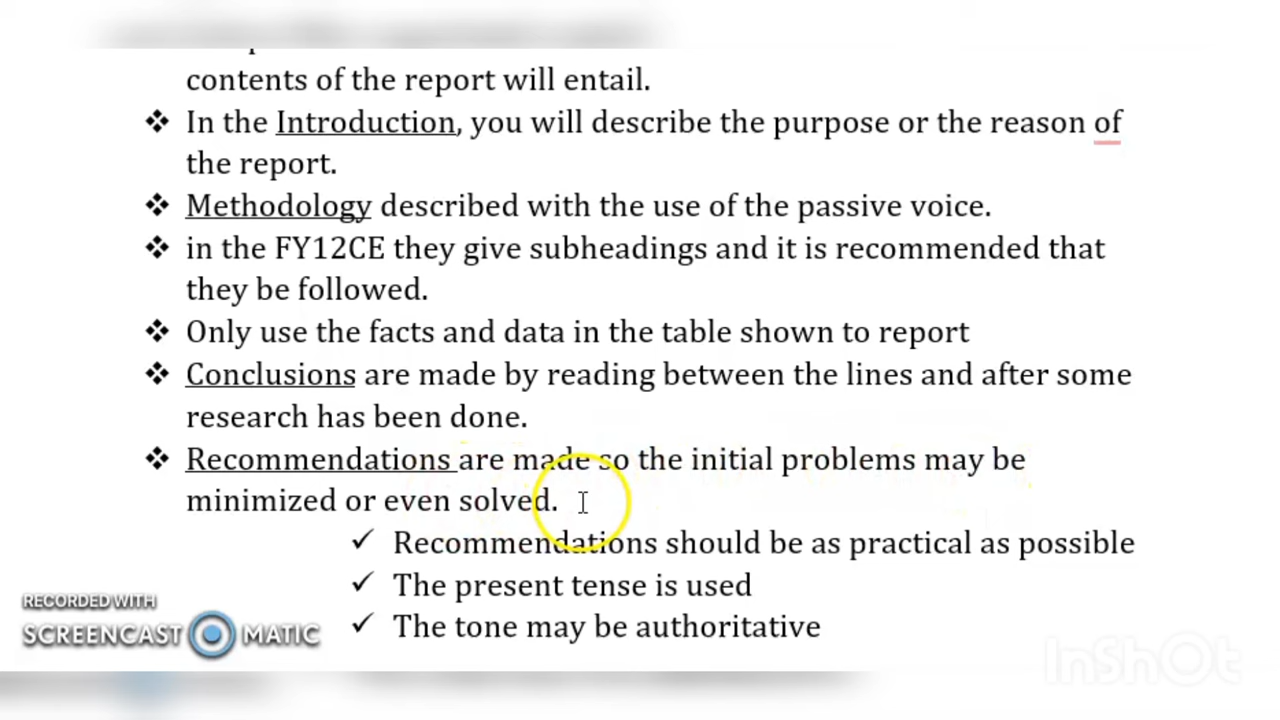 contents of the report will entail.
❖ In the Introduction, you will describe the purpose or the reason of
the report.
❖ Methodology described with the use of the passive voice.
❖ in the FY12CE they give subheadings and it is recommended that
they be followed.
❖ Only use the facts and data in the table shown to report
❖ Conclusions are made by reading between the lines and after some
research has been done.
❖ Recommendations are made so the initial problems may be
minimized or even solved.
✓ Recommendations should be as practical as possible
✓ The present tense is used
✓ The tone may be authoritative
RECORDED WITH
SCREENCAST MATIC
InShOt